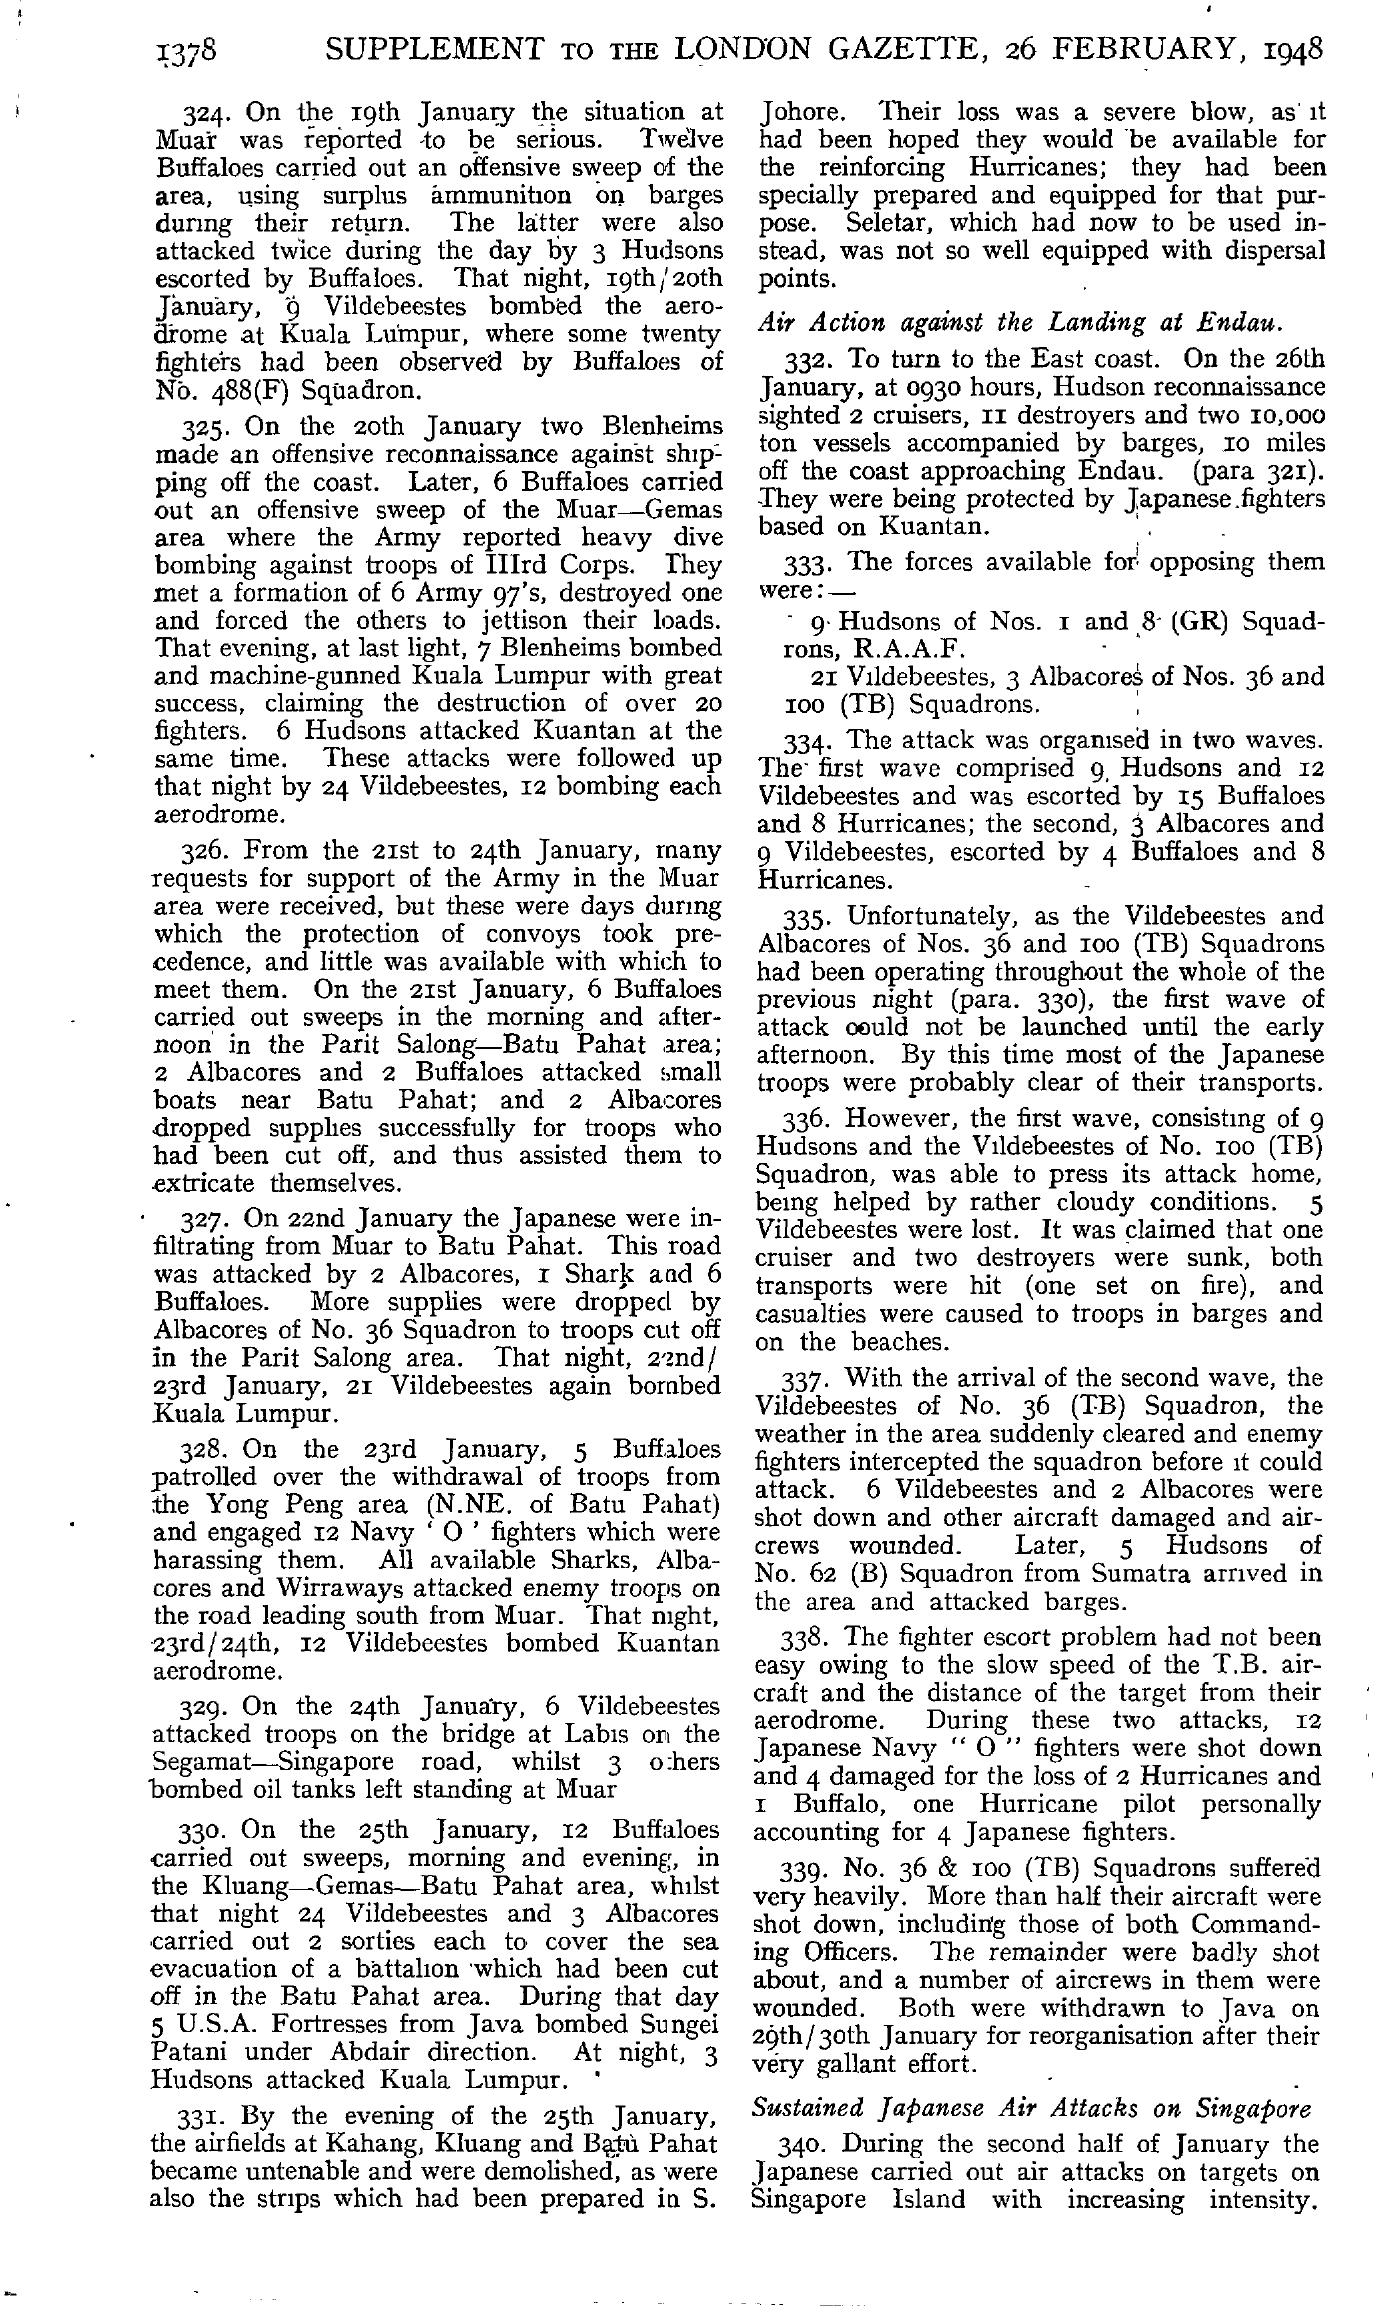 1378 SUPPLEMENT TO THE LONDON GAZETTE, 26 FEBRUARY, 1948
324. On the 19th January the situation at
Muar was reported to be serious. Twelve
Buffaloes carried out an offensive sweep of the
area, using surplus ammunition on barges
during their return. The latter were also
attacked twice during the day by 3 Hudsons
escorted by Buffaloes. That night, 19th/20th
January, 9 Vildebeestes bombed the aero-
drome at Kuala Lumpur, where some twenty
fighters had been observed by Buffaloes of
No. 488(F) Squadron.
325. On the 20th January two Blenheims
made an offensive reconnaissance against ship-
ping off the coast. Later, 6 Buffaloes carried
out an offensive sweep of the Muar—Gemas
area where the Army reported heavy dive
bombing against troops of IIIrd Corps. They
met a formation of 6 Army 97's, destroyed one
and forced the others to jettison their loads.
That evening, at last light, 7 Blenheims bombed
and machine-gunned Kuala Lumpur with great
success, claiming the destruction of over 20
fighters. 6 Hudsons attacked Kuantan at the
same time. These attacks were followed up
that night by 24 Vildebeestes, 12 bombing each
aerodrome.
326. From the 21st to 24th January, many
requests for support of the Army in the Muar
area were received, but these were days during
which the protection of convoys took pre-
cedence, and little was available with which to
meet them. On the 21st January, 6 Buffaloes
carried out sweeps in the morning and after-
noon in the Parit Salong—Batu Pahat area;
2 Albacores and 2 Buffaloes attacked small
boats near Batu Pahat; and 2 Albacores
dropped supplies successfully for troops who
had been cut off, and thus assisted them to
extricate themselves.
327. On 22nd January the Japanese were in-
filtrating from Muar to Batu Pahat. This road
was attacked by 2 Albacores, 1 Shark and 6
Buffaloes. More supplies were dropped by
Albacores of No. 36 Squadron to troops cut off
in the Parit Salong area. That night, 22nd/
23rd January, 21 Vildebeestes again bombed
Kuala Lumpur.
328. On the 23rd January, 5 Buffaloes
patrolled over the withdrawal of troops from
the Yong Peng area (N.NE. of Batu Pahat)
and engaged 12 Navy ‘ O ’ fighters which were
harassing them. All available Sharks, Alba-
cores and Wirraways attacked enemy troops on
the road leading south from Muar. That night,
23rd/24th, 12 Vildebeestes bombed Kuantan
aerodrome.
329. On the 24th January, 6 Vildebeestes
attacked troops on the bridge at Labis on the
Segamat—Singapore road, whilst 3 others
bombed oil tanks left standing at Muar
330. On the 25th January, 12 Buffaloes
carried out sweeps, morning and evening, in
the Kluang—Gemas—Batu Pahat area, whilst
that night 24 Vildebeestes and 3 Albacores
carried out 2 sorties each to cover the sea
evacuation of a battalion which had been cut
off in the Batu Pahat area. During that day
5 U.S.A. Fortresses from Java bombed Sungei
Patani under Abdair direction. At night, 3
Hudsons attacked Kuala Lumpur.
331. By the evening of the 25th January,
the airfields at Kahang, Kluang and Batu Pahat
became untenable and were demolished, as were
also the strips which had been prepared in S.
Johore. Their loss was a severe blow, as it
had been hoped they would be available for
the reinforcing Hurricanes; they had been
specially prepared and equipped for that pur-
pose. Seletar, which had now to be used in-
stead, was not so well equipped with dispersal
points.
Air Action against the Landing at Endau.
332. To turn to the East coast. On the 26th
January, at 0930 hours, Hudson reconnaissance
sighted 2 cruisers, 11 destroyers and two 10,000
ton vessels accompanied by barges, 10 miles
off the coast approaching Endau. (para 321).
They were being protected by Japanese fighters
based on Kuantan.
333. The forces available for opposing them
were:—
9 Hudsons of Nos. 1 and 8 (GR) Squad-
rons, R.A.A.F.
21 Vildebeestes, 3 Albacores of Nos. 36 and
100 (TB) Squadrons.
334. The attack was organised in two waves.
The first wave comprised 9 Hudsons and 12
Vildebeestes and was escorted by 15 Buffaloes
and 8 Hurricanes; the second, 3 Albacores and
9 Vildebeestes, escorted by 4 Buffaloes and 8
Hurricanes.
335. Unfortunately, as the Vildebeestes and
Albacores of Nos. 36 and 100 (TB) Squadrons
had been operating throughout the whole of the
previous night (para. 330), the first wave of
attack could not be launched until the early
afternoon. By this time most of the Japanese
troops were probably clear of their transports.
336. However, the first wave, consisting of 9
Hudsons and the Vildebeestes of No. 100 (TB)
Squadron, was able to press its attack home,
being helped by rather cloudy conditions. 5
Vildebeestes were lost. It was claimed that one
cruiser and two destroyers were sunk, both
transports were hit (one set on fire), and
casualties were caused to troops in barges and
on the beaches.
337. With the arrival of the second wave, the
Vildebeestes of No. 36 (TB) Squadron, the
weather in the area suddenly cleared and enemy
fighters intercepted the squadron before it could
attack. 6 Vildebeestes and 2 Albacores were
shot down and other aircraft damaged and air-
crews wounded. Later, 5 Hudsons of
No. 62 (B) Squadron from Sumatra arrived in
the area and attacked barges.
338. The fighter escort problem had not been
easy owing to the slow speed of the T.B. air-
craft and the distance of the target from their
aerodrome. During these two attacks, 12
Japanese Navy “ O ” fighters were shot down
and 4 damaged for the loss of 2 Hurricanes and
1 Buffalo, one Hurricane pilot personally
accounting for 4 Japanese fighters.
339. No. 36 & 100 (TB) Squadrons suffered
very heavily. More than half their aircraft were
shot down, including those of both Command-
ing Officers. The remainder were badly shot
about, and a number of aircrews in them were
wounded. Both were withdrawn to Java on
29th/30th January for reorganisation after their
very gallant effort.
Sustained Japanese Air Attacks on Singapore
340. During the second half of January the
Japanese carried out air attacks on targets on
Singapore Island with increasing intensity.